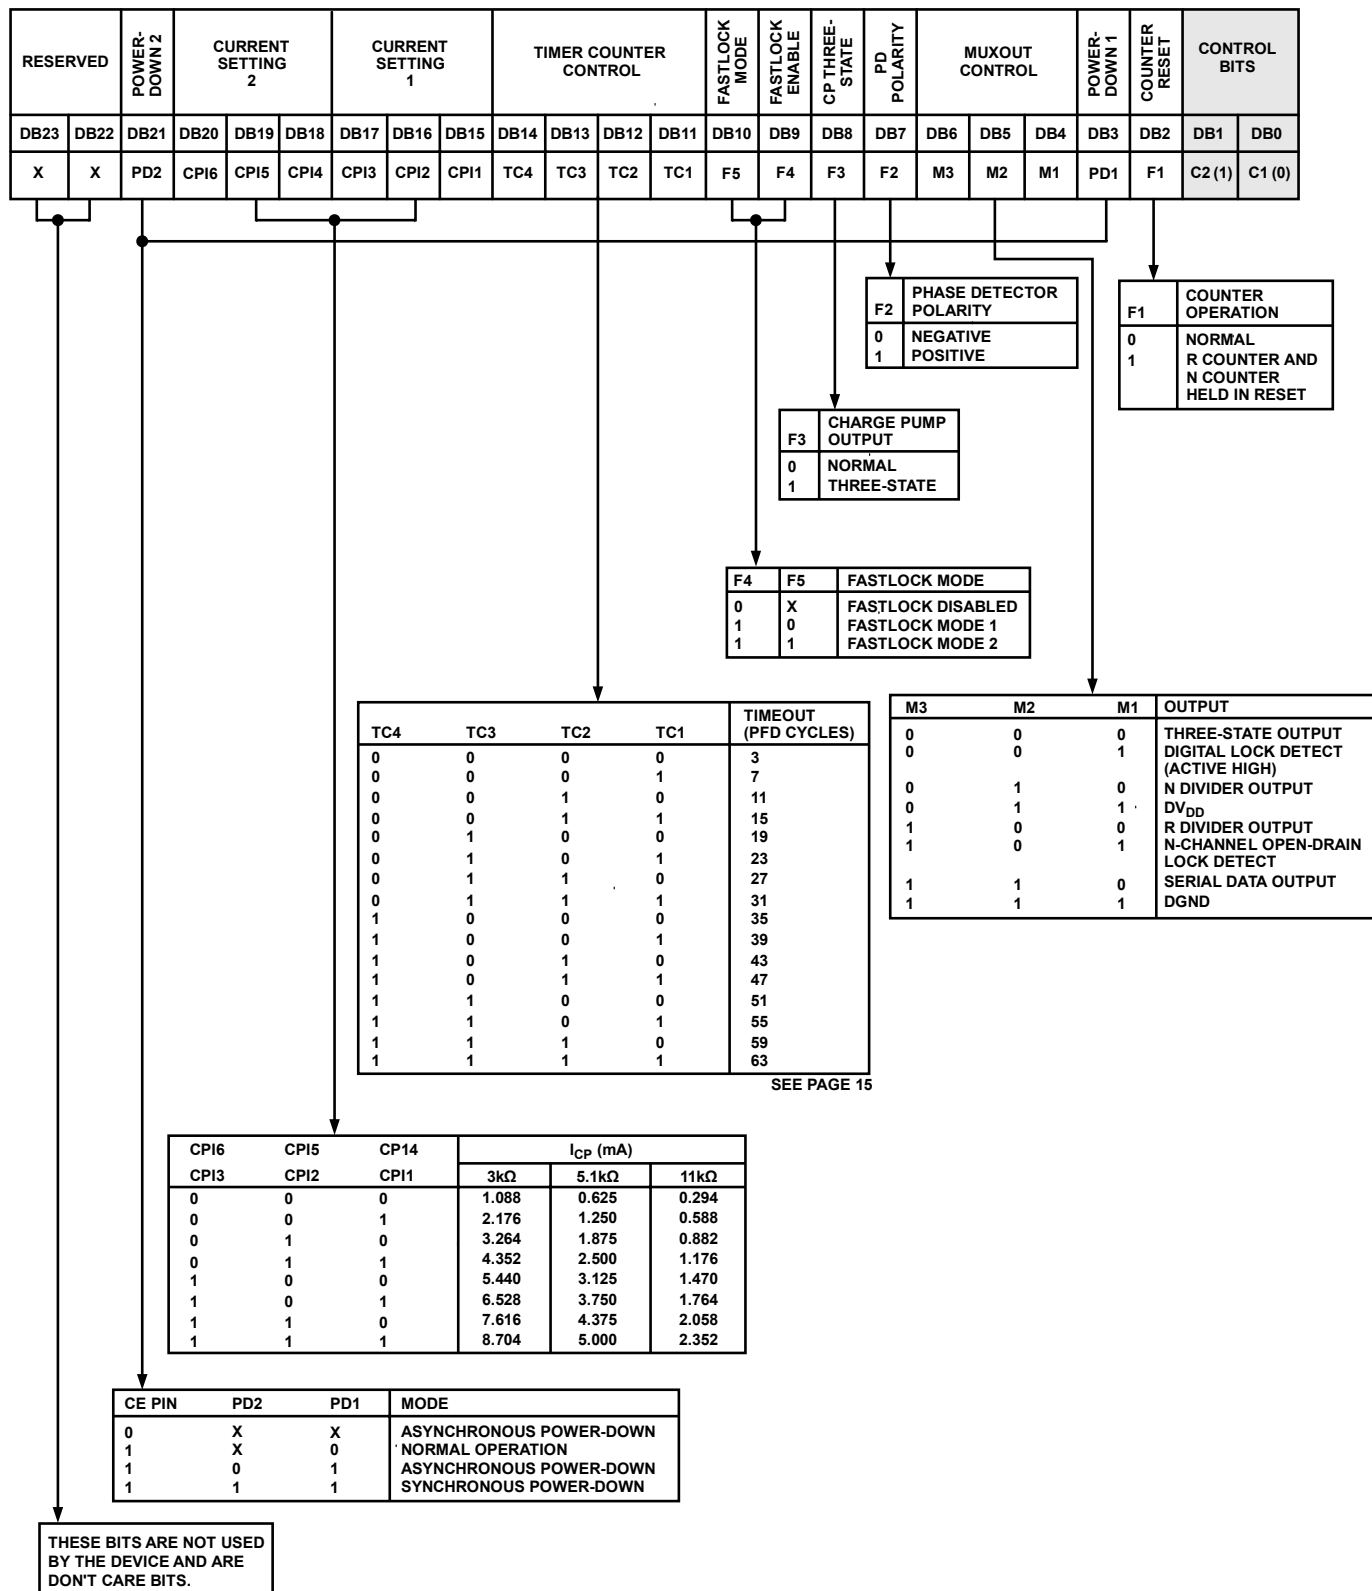 RESERVED
POWER-
DOWN 2
CURRENT
SETTING
2
CURRENT
SETTING
1
TIMER COUNTER
CONTROL
FASTLOCK
MODE
FASTLOCK
ENABLE
CP THREE-
STATE
PD
POLARITY
MUXOUT
CONTROL
POWER-
DOWN 1
COUNTER
RESET
CONTROL
BITS
DB23 DB22 DB21 DB20 DB19 DB18 DB17 DB16 DB15 DB14 DB13 DB12 DB11 DB10 DB9 DB8 DB7 DB6 DB5 DB4 DB3 DB2 DB1 DB0
X X PD2 CPI6 CPI5 CPI4 CPI3 CPI2 CPI1 TC4 TC3 TC2 TC1 F5 F4 F3 F2 M3 M2 M1 PD1 F1 C2 (1) C1 (0)
F2 PHASE DETECTOR
POLARITY
0 NEGATIVE
1 POSITIVE
F1 COUNTER
OPERATION
0 NORMAL
1 R COUNTER AND
N COUNTER
HELD IN RESET
F3 CHARGE PUMP
OUTPUT
0 NORMAL
1 THREE-STATE
F4 F5 FASTLOCK MODE
0 X FASTLOCK DISABLED
1 0 FASTLOCK MODE 1
1 1 FASTLOCK MODE 2
TC4 TC3 TC2 TC1 TIMEOUT
(PFD CYCLES)
0 0 0 0 3
0 0 0 1 7
0 0 1 0 11
0 0 1 1 15
0 1 0 0 19
0 1 0 1 23
0 1 1 0 27
0 1 1 1 31
1 0 0 0 35
1 0 0 1 39
1 0 1 0 43
1 0 1 1 47
1 1 0 0 51
1 1 0 1 55
1 1 1 0 59
1 1 1 1 63
SEE PAGE 15
M3 M2 M1 OUTPUT
0 0 0 THREE-STATE OUTPUT
0 0 1 DIGITAL LOCK DETECT
(ACTIVE HIGH)
0 1 0 N DIVIDER OUTPUT
0 1 1 DVDD
1 0 0 R DIVIDER OUTPUT
1 0 1 N-CHANNEL OPEN-DRAIN
LOCK DETECT
1 1 0 SERIAL DATA OUTPUT
1 1 1 DGND
CPI6 CPI5 CP14 ICP (mA)
CPI3 CPI2 CPI1 3kΩ 5.1kΩ 11kΩ
0 0 0 1.088 0.625 0.294
0 0 1 2.176 1.250 0.588
0 1 0 3.264 1.875 0.882
0 1 1 4.352 2.500 1.176
1 0 0 5.440 3.125 1.470
1 0 1 6.528 3.750 1.764
1 1 0 7.616 4.375 2.058
1 1 1 8.704 5.000 2.352
CE PIN PD2 PD1 MODE
0 X X ASYNCHRONOUS POWER-DOWN
1 X 0 NORMAL OPERATION
1 0 1 ASYNCHRONOUS POWER-DOWN
1 1 1 SYNCHRONOUS POWER-DOWN
THESE BITS ARE NOT USED
BY THE DEVICE AND ARE
DON'T CARE BITS.